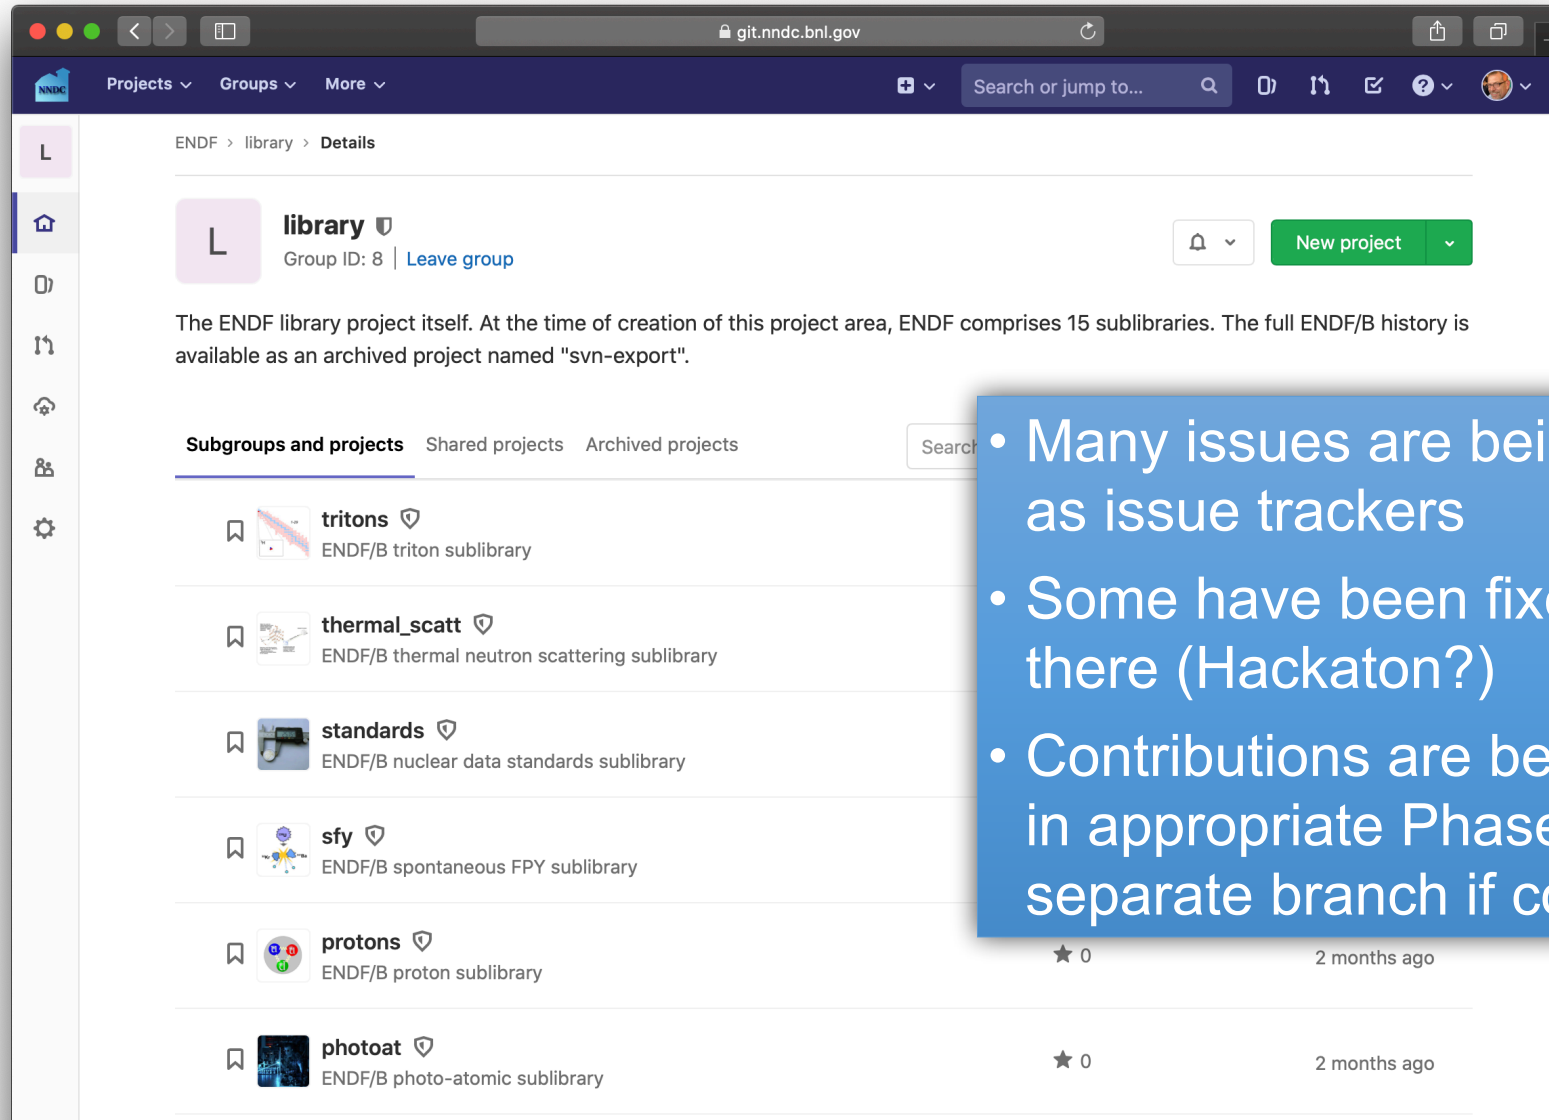 git.nndc.bnl.gov
NNDC
Projects Groups More
Search or jump to...
ENDF > library > Details
L
L
library
Group ID: 8 | Leave group
New project
The ENDF library project itself. At the time of creation of this project area, ENDF comprises 15 sublibraries. The full ENDF/B history is
available as an archived project named "svn-export".
Subgroups and projects Shared projects Archived projects
Search
tritons
ENDF/B triton sublibrary
thermal_scatt
ENDF/B thermal neutron scattering sublibrary
standards
ENDF/B nuclear data standards sublibrary
sfy
ENDF/B spontaneous FPY sublibrary
protons
ENDF/B proton sublibrary
0
2 months ago
photoat
ENDF/B photo-atomic sublibrary
0
2 months ago
• Many issues are bei
as issue trackers
• Some have been fixe
there (Hackaton?)
• Contributions are be
in appropriate Phase
separate branch if co